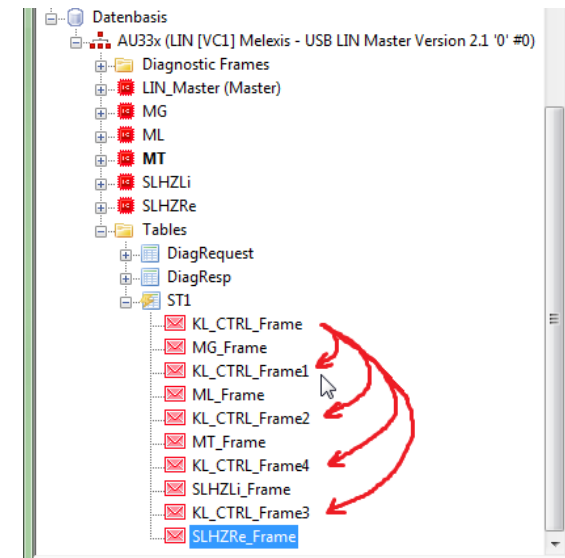 Datenbasis
AU33x (LIN [VC1] Melexis - USB LIN Master Version 2.1 '0' #0)
Diagnostic Frames
LIN_Master (Master)
MG
ML
MT
SLHZLi
SLHZRe
Tables
DiagRequest
DiagResp
ST1
KL_CTRL_Frame
MG_Frame
KL_CTRL_Frame1
ML_Frame
KL_CTRL_Frame2
MT_Frame
KL_CTRL_Frame4
SLHZLi_Frame
KL_CTRL_Frame3
SLHZRe_Frame